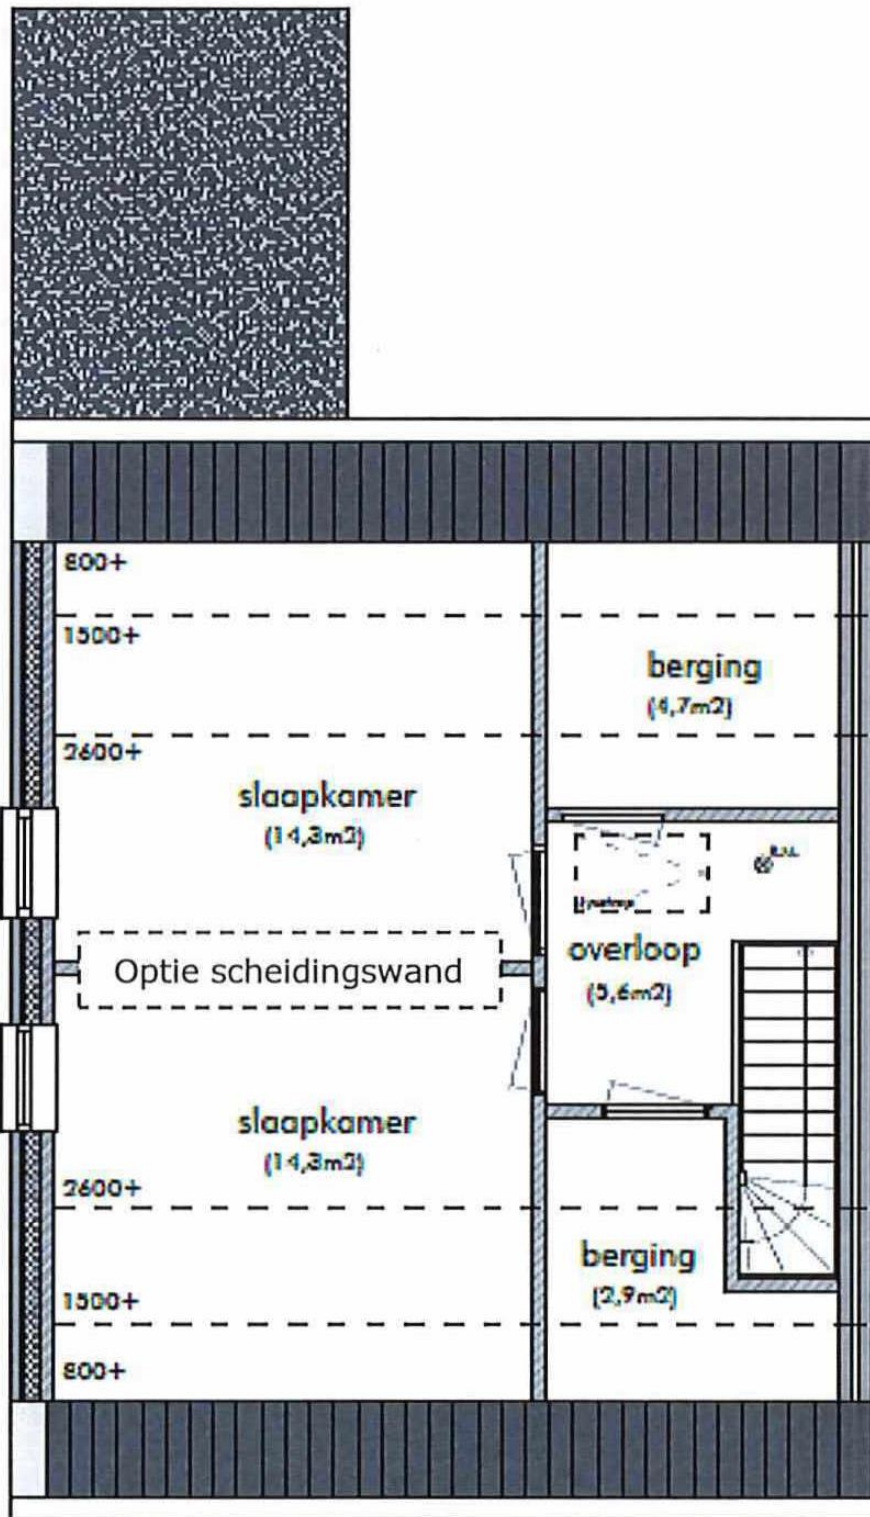 800+
1500+
berging
(4,7m2)
2600+
slaapkamer
(14,3m2)
overloop
(5,6m2)
Optie scheidingswand
slaapkamer
(14,3m2)
2600+
berging
(2,9m2)
1500+
800+